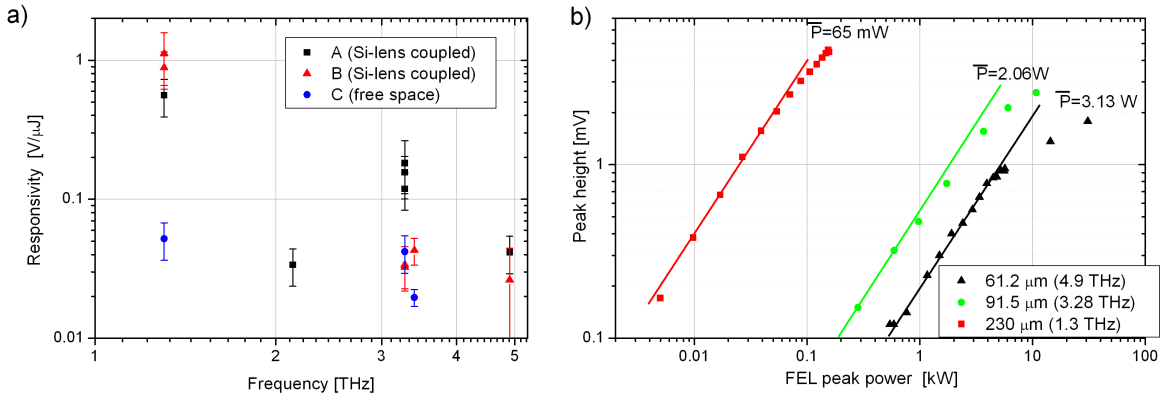 a)
1
0.1
0.01
Responsivity [V/μJ]
1
2
3
4
5
Frequency [THz]
A (Si-lens coupled)
B (Si-lens coupled)
C (free space)
b)
P̅=65 mW
P̅=2.06W
P̅=3.13 W
1
0.1
Peak height [mV]
0.01
0.1
1
10
100
FEL peak power [kW]
61.2 μm (4.9 THz)
91.5 μm (3.28 THz)
230 μm (1.3 THz)